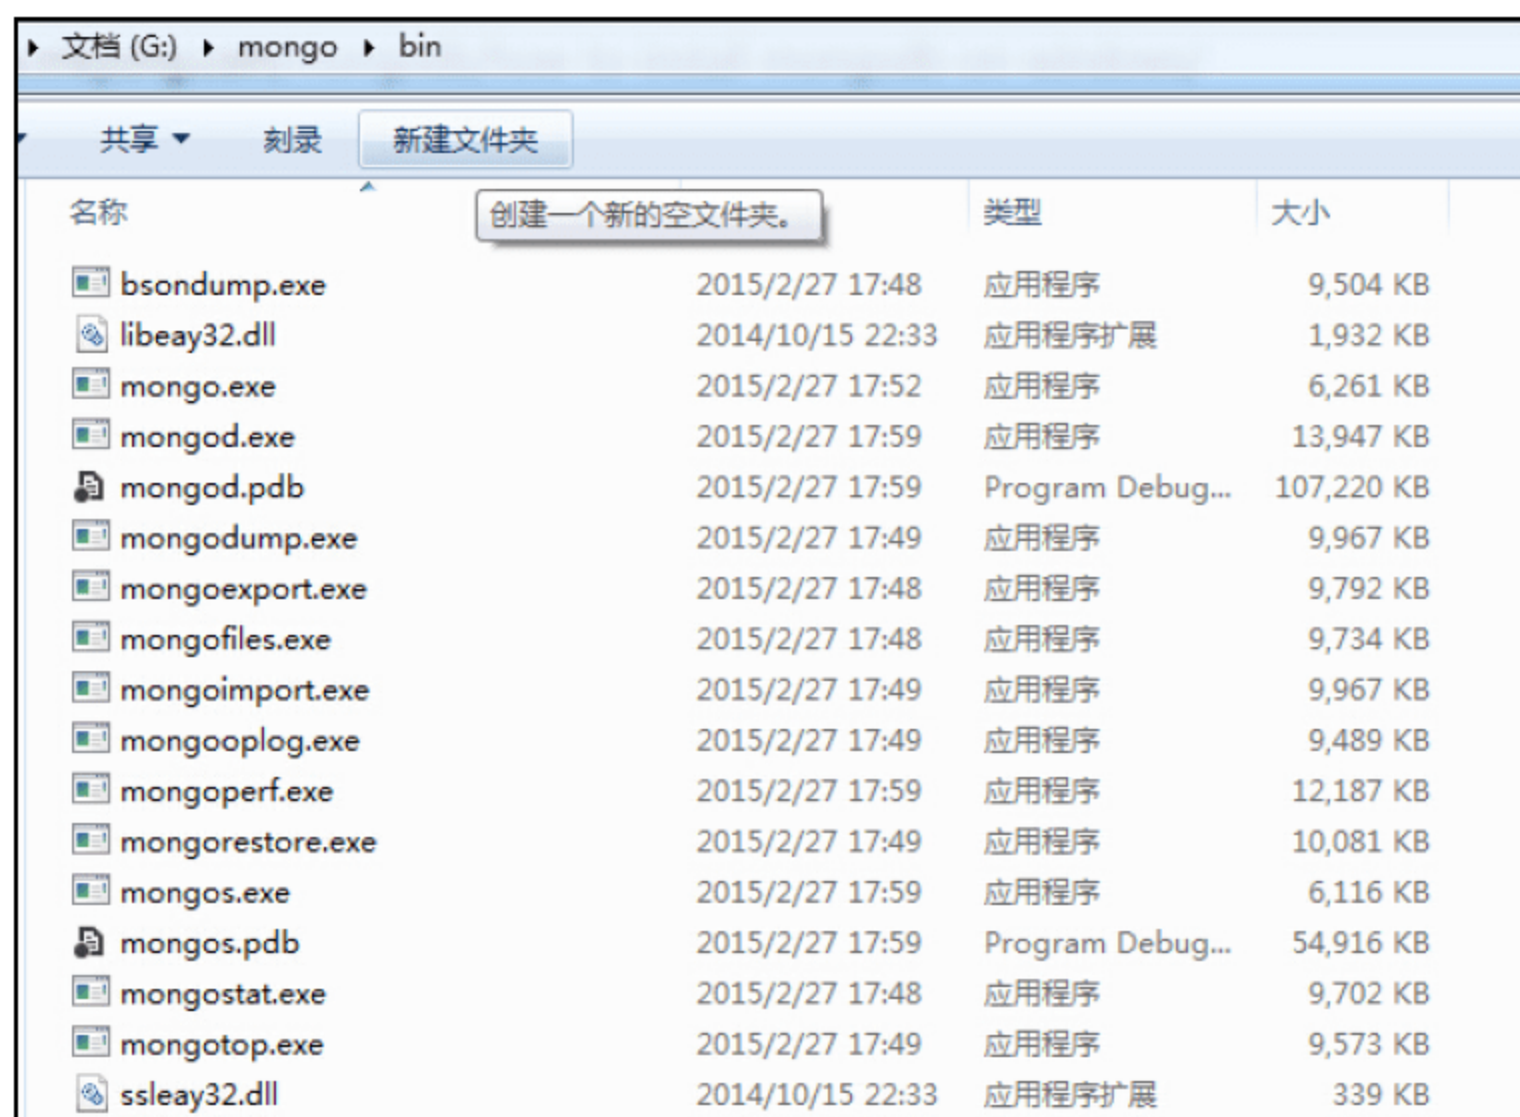 文档 (G:) mongo bin
共享 刻录 新建文件夹
名称 创建一个新的空文件夹。 类型 大小
bsondump.exe 2015/2/27 17:48 应用程序 9,504 KB
libeay32.dll 2014/10/15 22:33 应用程序扩展 1,932 KB
mongo.exe 2015/2/27 17:52 应用程序 6,261 KB
mongod.exe 2015/2/27 17:59 应用程序 13,947 KB
mongod.pdb 2015/2/27 17:59 Program Debug... 107,220 KB
mongodump.exe 2015/2/27 17:49 应用程序 9,967 KB
mongoexport.exe 2015/2/27 17:48 应用程序 9,792 KB
mongofiles.exe 2015/2/27 17:48 应用程序 9,734 KB
mongoimport.exe 2015/2/27 17:49 应用程序 9,967 KB
mongooplog.exe 2015/2/27 17:49 应用程序 9,489 KB
mongoperf.exe 2015/2/27 17:59 应用程序 12,187 KB
mongorestore.exe 2015/2/27 17:49 应用程序 10,081 KB
mongos.exe 2015/2/27 17:59 应用程序 6,116 KB
mongos.pdb 2015/2/27 17:59 Program Debug... 54,916 KB
mongostat.exe 2015/2/27 17:48 应用程序 9,702 KB
mongotop.exe 2015/2/27 17:49 应用程序 9,573 KB
ssleay32.dll 2014/10/15 22:33 应用程序扩展 339 KB